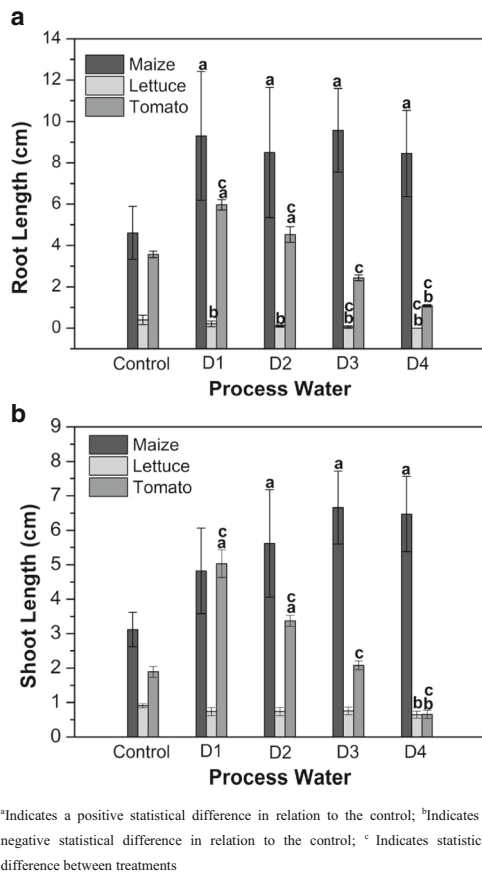 a
14
12
10
8
6
4
2
0
Root Length (cm)
Maize
Lettuce
Tomato
a a a a
c a c a c c b
b b c b c b
Control D1 D2 D3 D4
Process Water
b
9
8
7
6
5
4
3
2
1
0
Shoot Length (cm)
Maize
Lettuce
Tomato
a a a
c a c a c b c b
Control D1 D2 D3 D4
Process Water
aIndicates a positive statistical difference in relation to the control; bIndicates
negative statistical difference in relation to the control; c Indicates statistic
difference between treatments